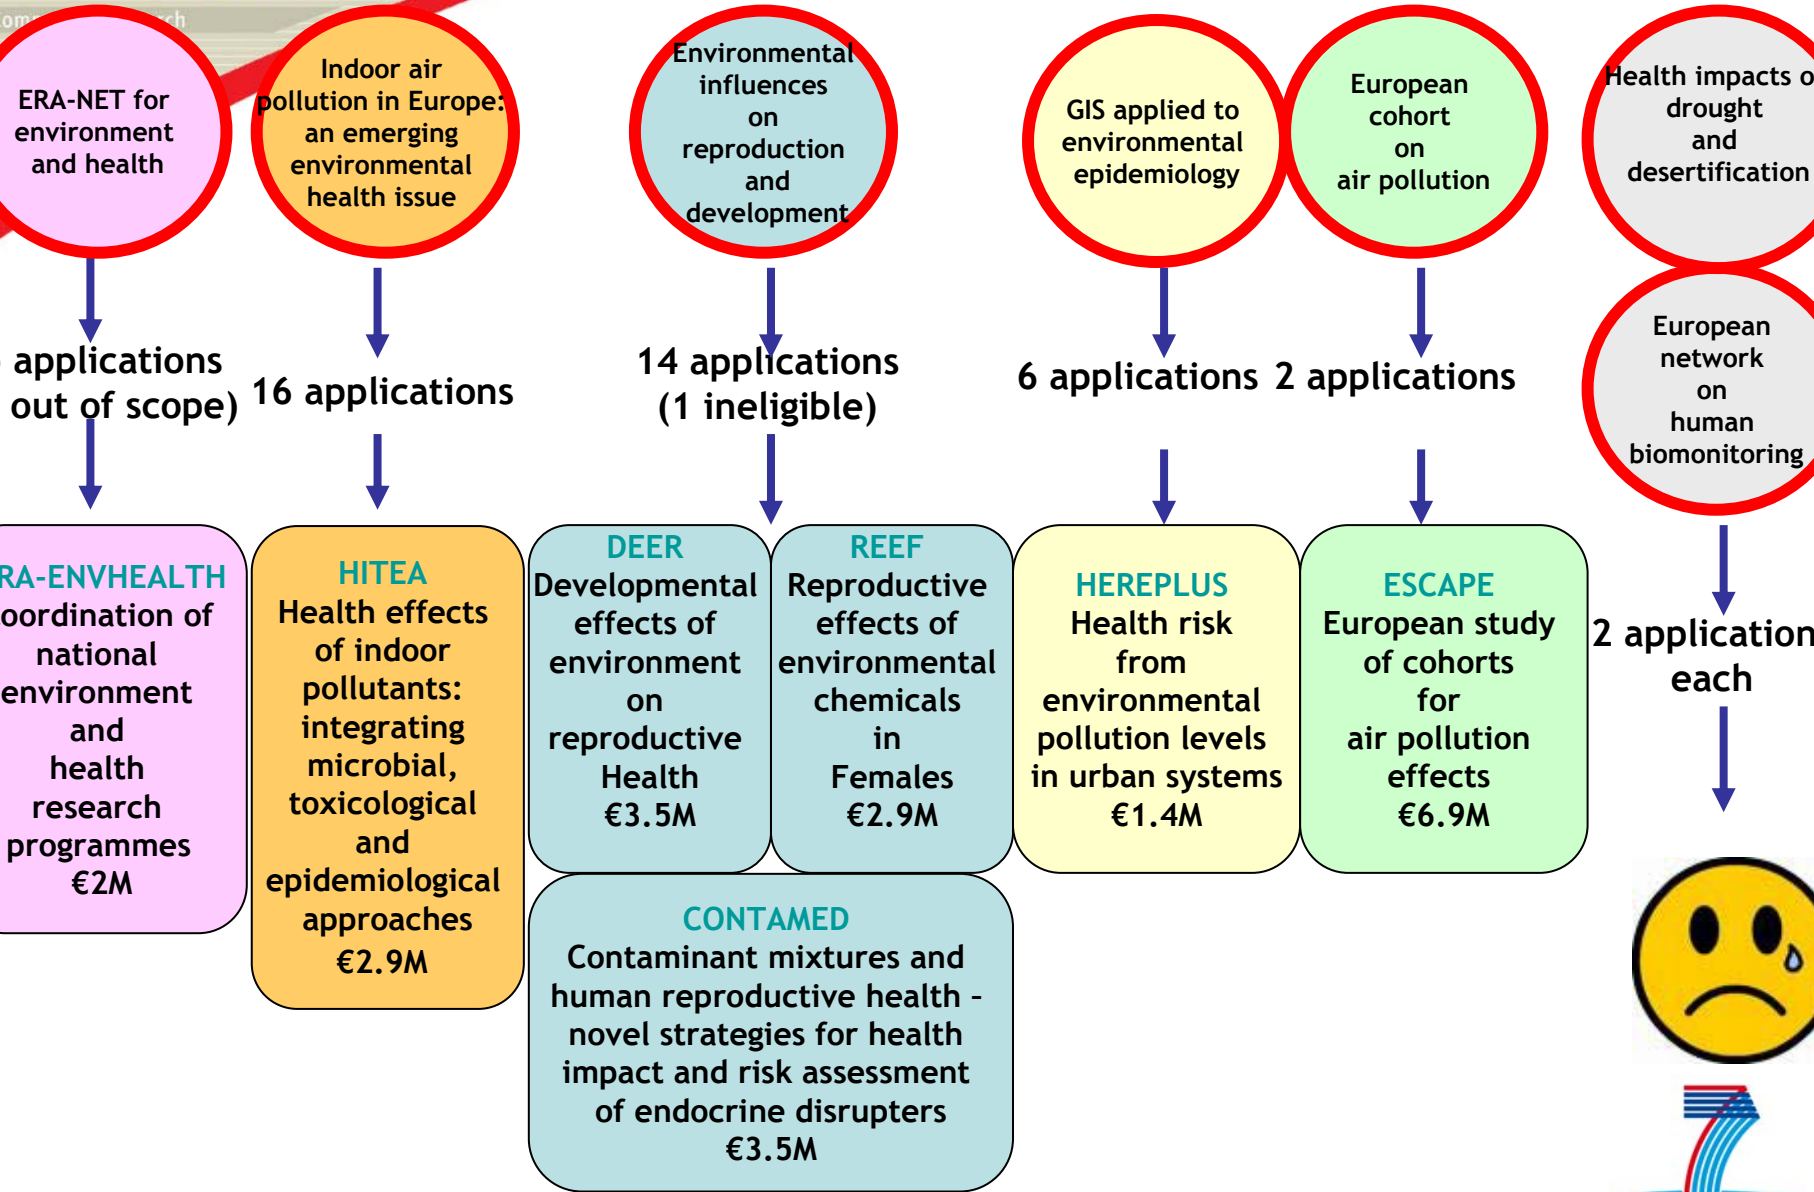 ERA-NET for
environment
and health
Indoor air
pollution in Europe:
an emerging
environmental
health issue
Environmental
influences
on
reproduction
and
development
GIS applied to
environmental
epidemiology
European
cohort
on
air pollution
Health impacts o
drought
and
desertification
European
network
on
human
biomonitoring
applications
out of scope)
16 applications
14 applications
(1 ineligible)
6 applications
2 applications
2 application
each
RA-ENVHEALTH
oordination of
national
environment
and
health
research
programmes
€2M
HITEA
Health effects
of indoor
pollutants:
integrating
microbial,
toxicological
and
epidemiological
approaches
€2.9M
DEER
Developmental
effects of
environment
on
reproductive
Health
€3.5M
REEF
Reproductive
effects of
environmental
chemicals
in
Females
€2.9M
CONTAMED
Contaminant mixtures and
human reproductive health –
novel strategies for health
impact and risk assessment
of endocrine disrupters
€3.5M
HEREPLUS
Health risk
from
environmental
pollution levels
in urban systems
€1.4M
ESCAPE
European study
of cohorts
for
air pollution
effects
€6.9M
7